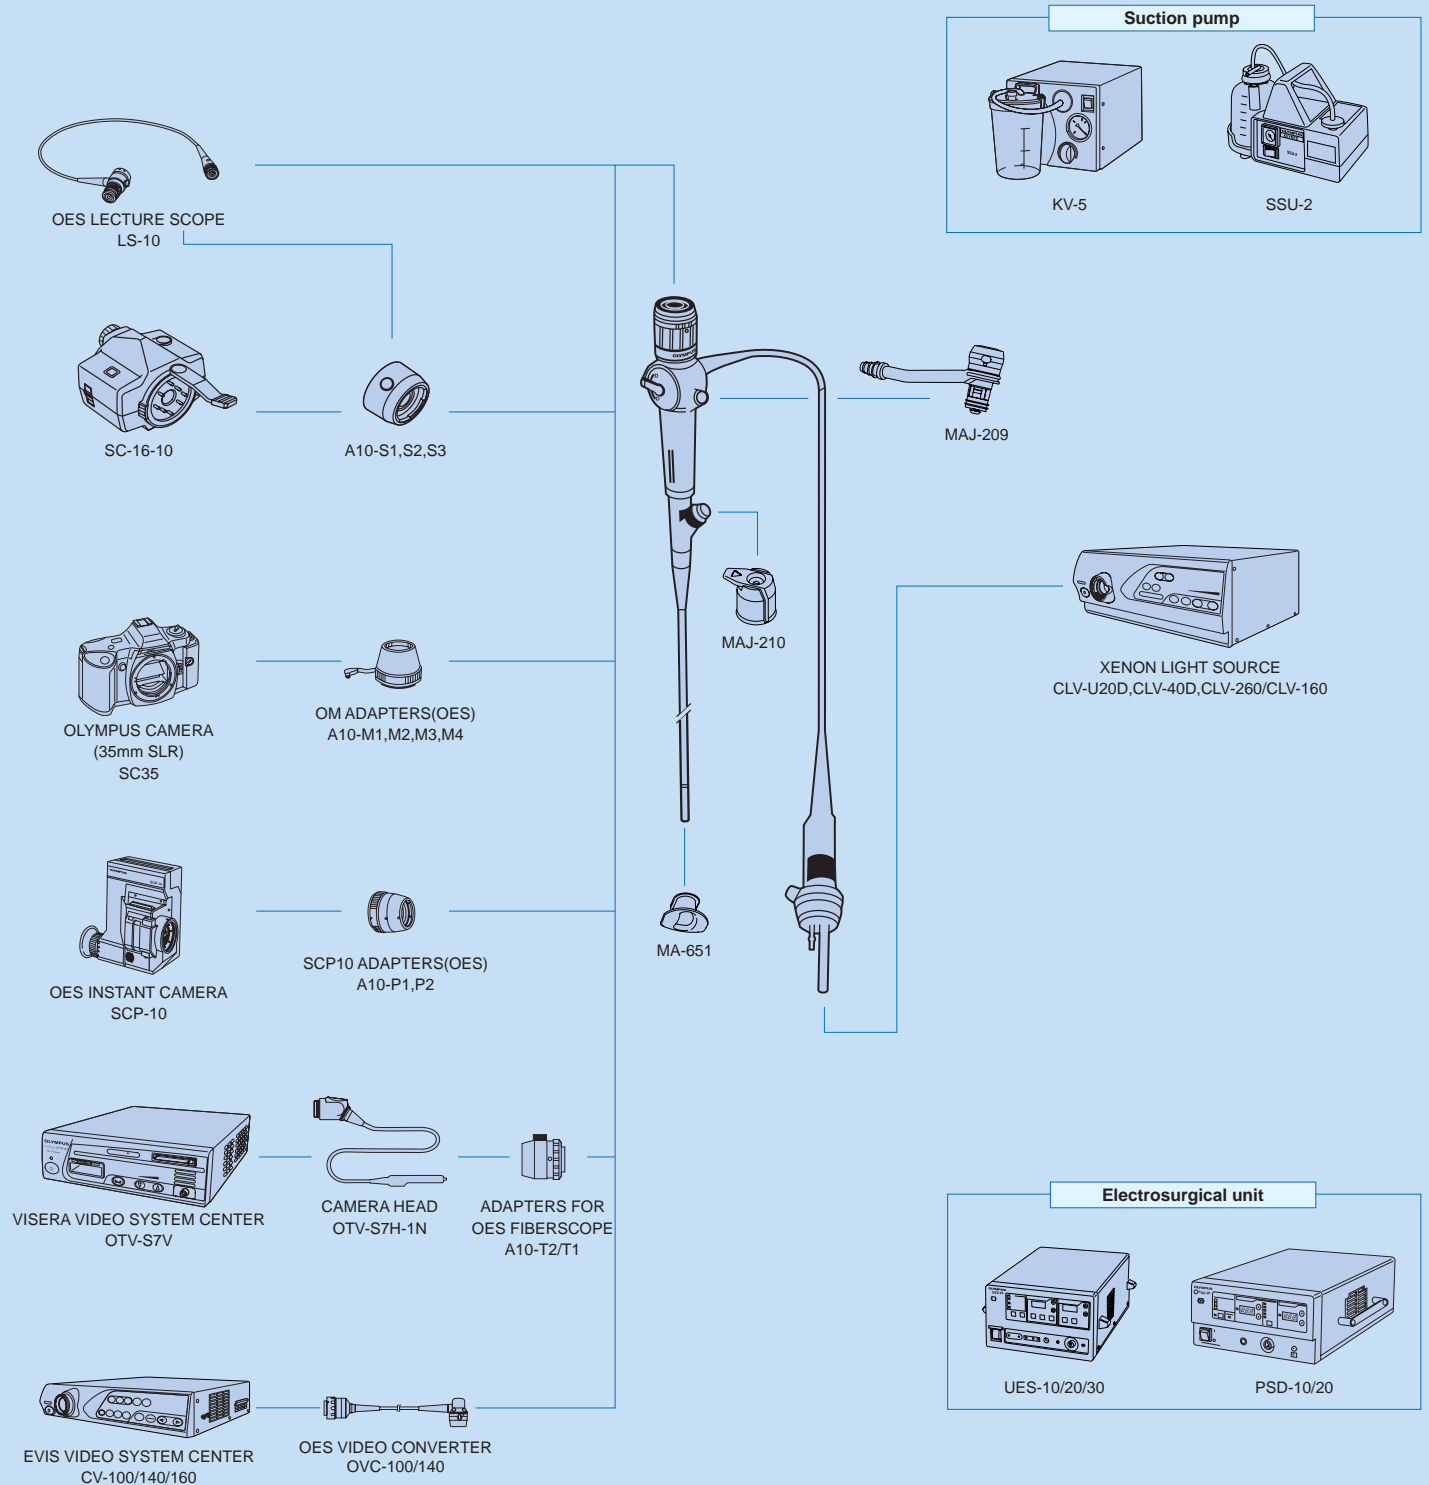 Suction pump
KV-5
SSU-2
OES LECTURE SCOPE
LS-10
OLYMPUS
SC-16-10
A10-S1,S2,S3
MAJ-209
MAJ-210
XENON LIGHT SOURCE
CLV-U20D,CLV-40D,CLV-260/CLV-160
OLYMPUS CAMERA
(35mm SLR)
SC35
OM ADAPTERS(OES)
A10-M1,M2,M3,M4
OES INSTANT CAMERA
SCP-10
SCP10 ADAPTERS(OES)
A10-P1,P2
MA-651
OLYMPUS
VISERA VIDEO SYSTEM CENTER
OTV-S7V
CAMERA HEAD
OTV-S7H-1N
ADAPTERS FOR
OES FIBERSCOPE
A10-T2/T1
Electrosurgical unit
UES-10/20/30
PSD-10/20
EVIS VIDEO SYSTEM CENTER
CV-100/140/160
OES VIDEO CONVERTER
OVC-100/140